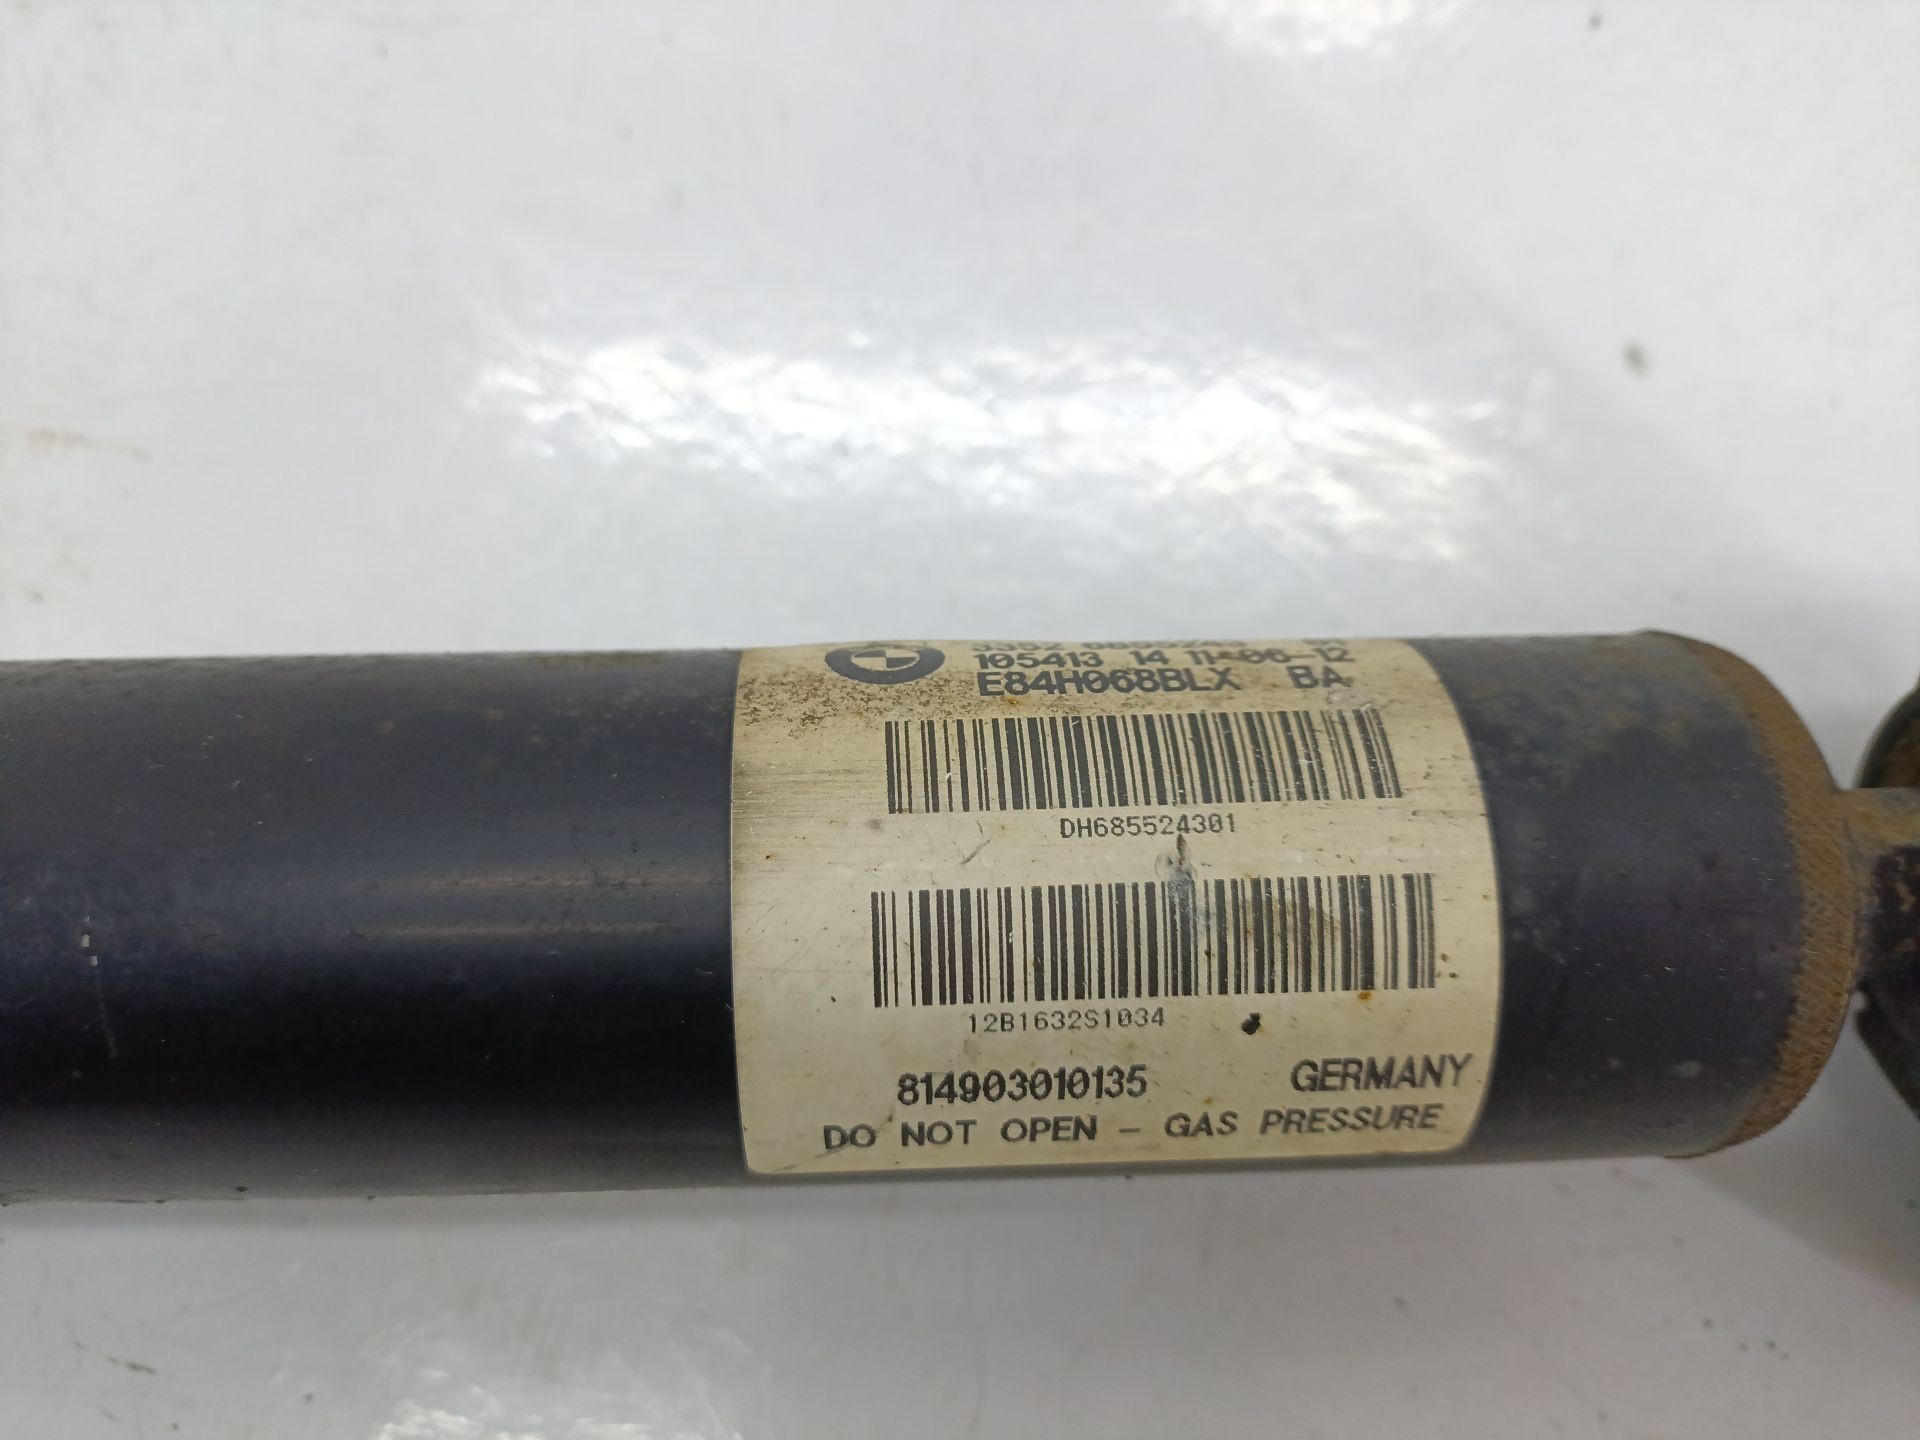 105413 14 11-06-12
E84H068BLX BA
DH685524301
12B1632S1034
814903010135 GERMANY
DO NOT OPEN - GAS PRESSURE